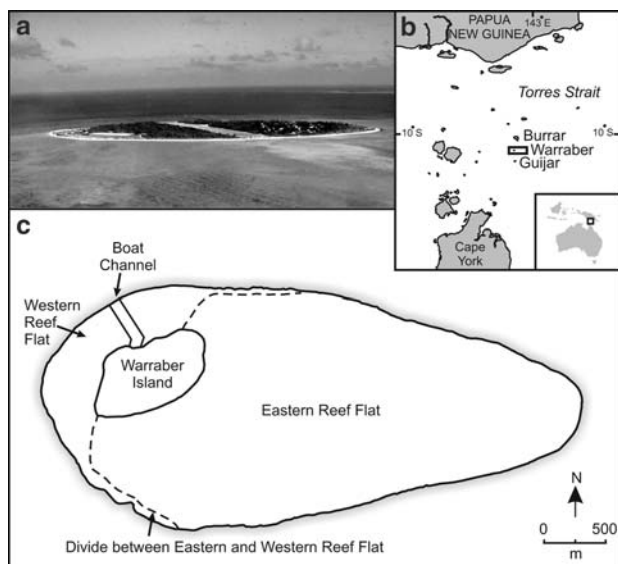 a
b
PAPUA
NEW GUINEA
143°E
Torres Strait
10°S
10°S
Burrar
Warraber
Guijar
Cape
York
c
Boat
Channel
Western
Reef
Flat
Warraber
Island
Eastern Reef Flat
Divide between Eastern and Western Reef Flat
N
0 500
m